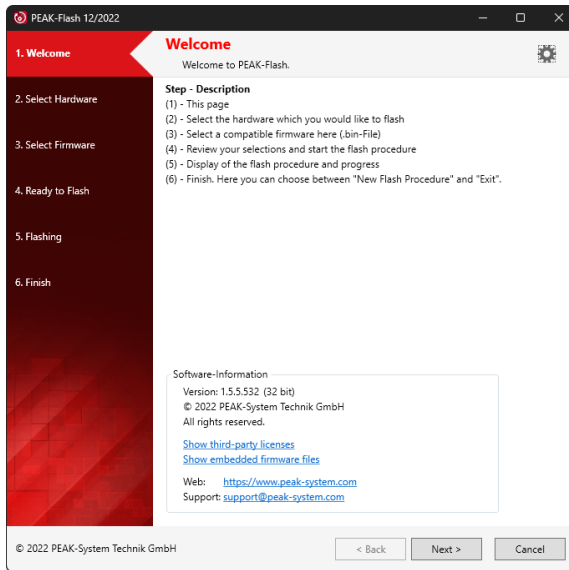 PEAK-Flash 12/2022
1. Welcome
2. Select Hardware
3. Select Firmware
4. Ready to Flash
5. Flashing
6. Finish
Welcome
Welcome to PEAK-Flash.
Step - Description
(1) - This page
(2) - Select the hardware which you would like to flash
(3) - Select a compatible firmware here (.bin-File)
(4) - Review your selections and start the flash procedure
(5) - Display of the flash procedure and progress
(6) - Finish. Here you can choose between "New Flash Procedure" and "Exit".
Software-Information
Version: 1.5.5.532 (32 bit)
© 2022 PEAK-System Technik GmbH
All rights reserved.
Show third-party licenses
Show embedded firmware files
Web: https://www.peak-system.com
Support: support@peak-system.com
© 2022 PEAK-System Technik GmbH
< Back Next > Cancel